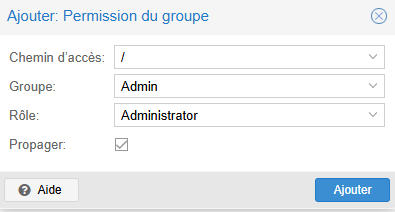 Ajouter: Permission du groupe
Chemin d'accès: /
Groupe: Admin
Rôle: Administrator
Propager:
Aide Ajouter